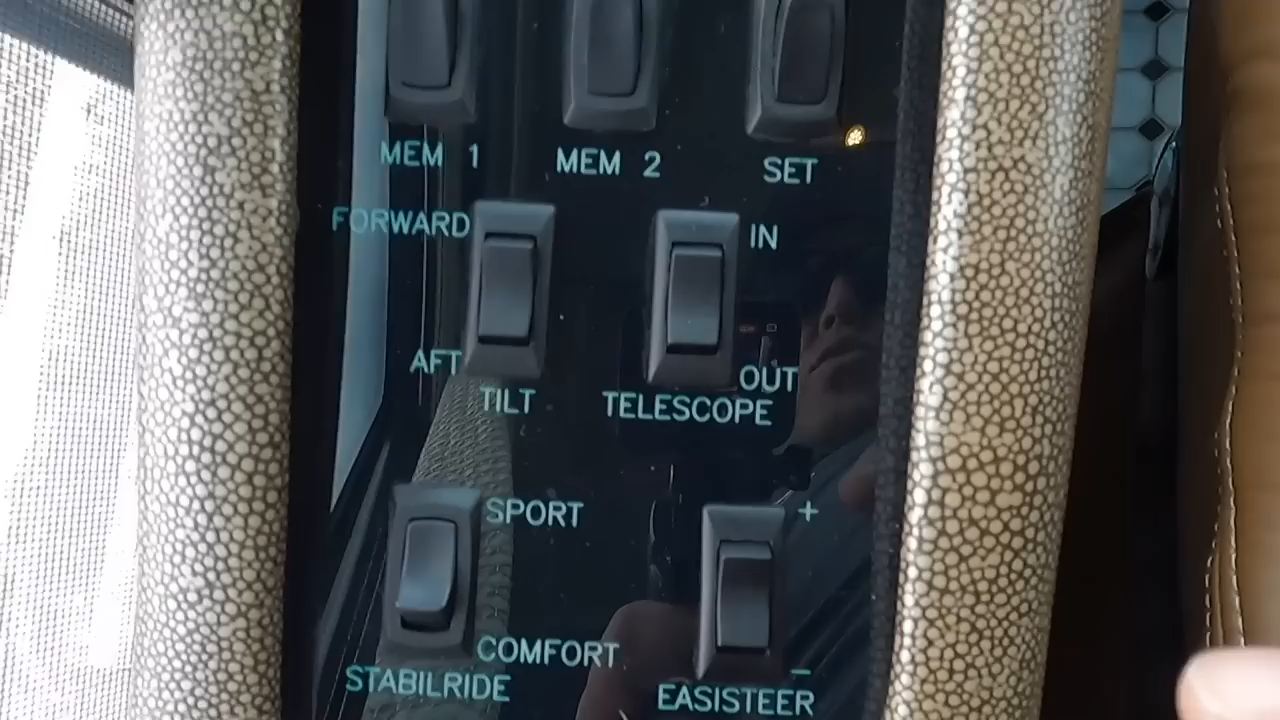 MEM 1 MEM 2 SET
FORWARD IN
AFT OUT
TILT TELESCOPE
SPORT +
COMFORT -
STABILRIDE EASISTEER